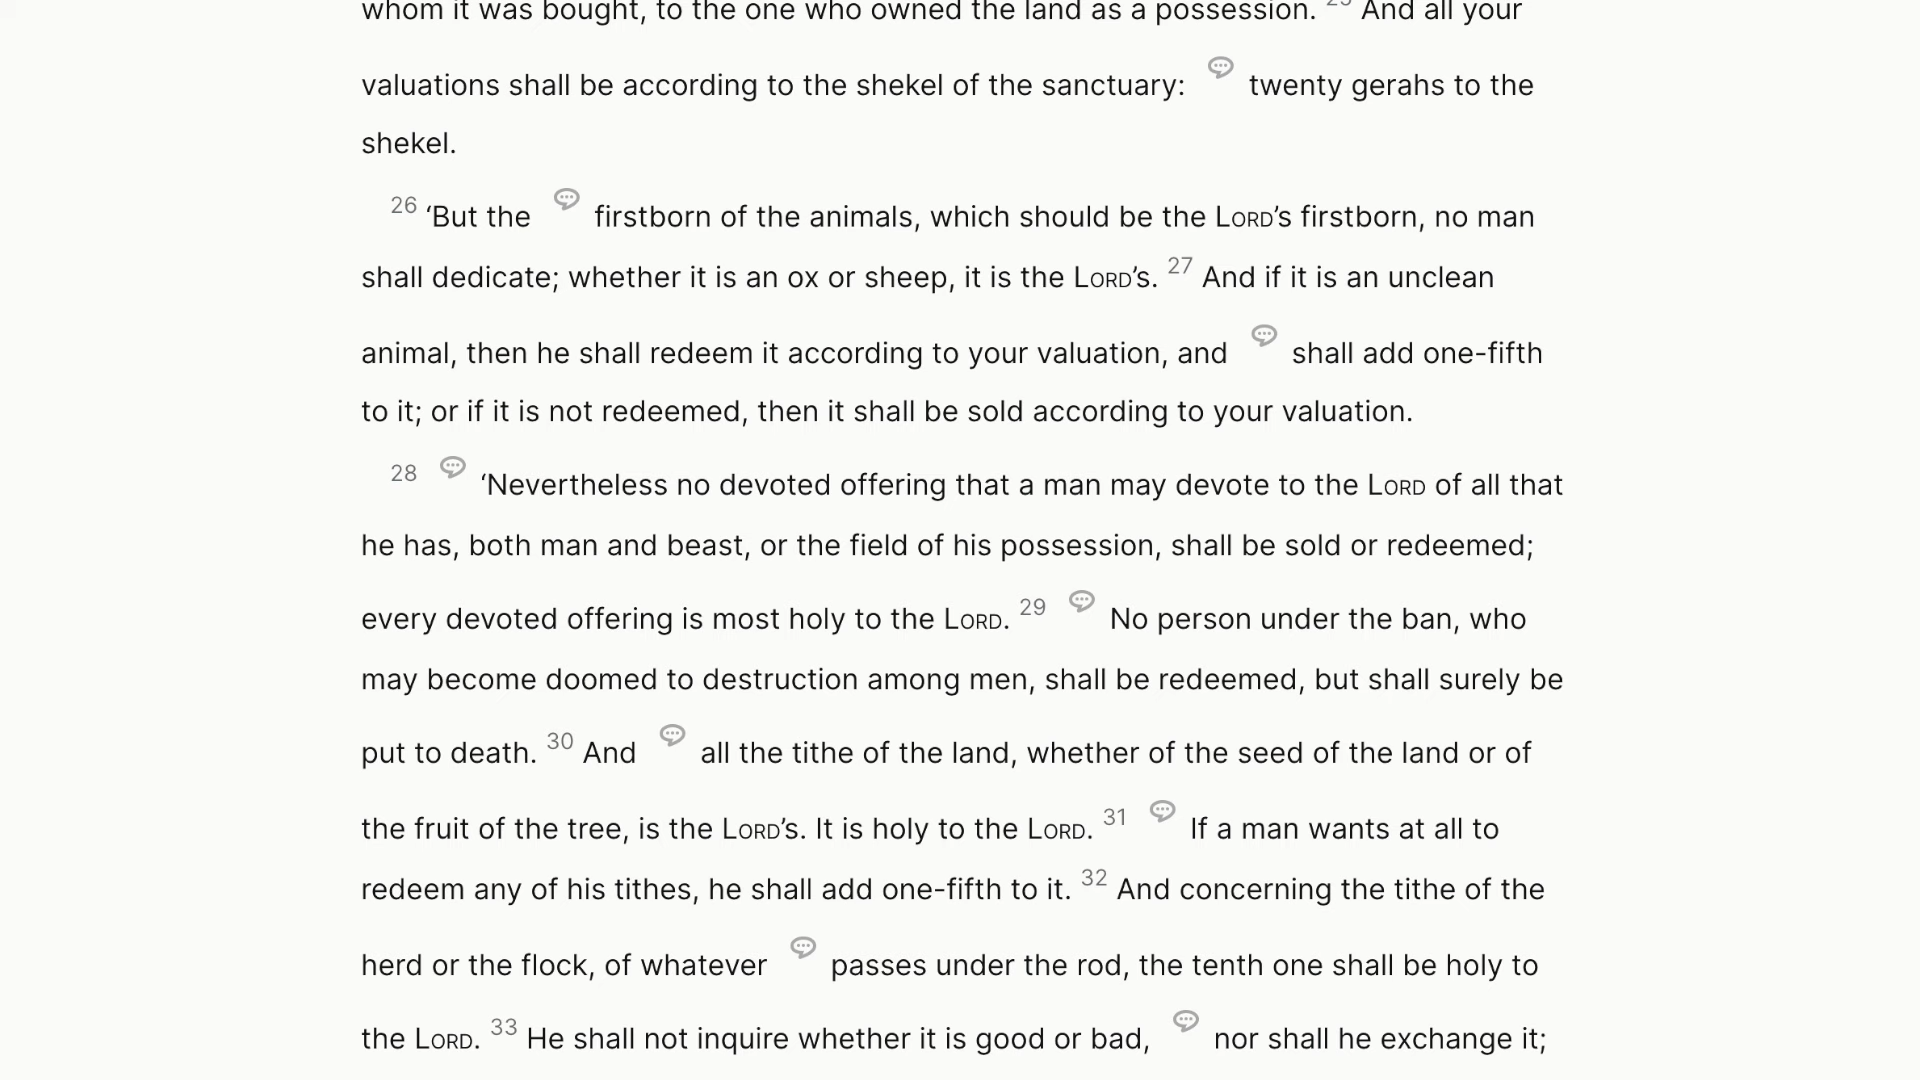 whom it was bought, to the one who owned the land as a possession. 25 And all your
valuations shall be according to the shekel of the sanctuary: twenty gerahs to the
shekel.
26 ‘But the firstborn of the animals, which should be the LORD’s firstborn, no man
shall dedicate; whether it is an ox or sheep, it is the LORD’s. 27 And if it is an unclean
animal, then he shall redeem it according to your valuation, and shall add one-fifth
to it; or if it is not redeemed, then it shall be sold according to your valuation.
28 ‘Nevertheless no devoted offering that a man may devote to the LORD of all that
he has, both man and beast, or the field of his possession, shall be sold or redeemed;
every devoted offering is most holy to the LORD. 29 No person under the ban, who
may become doomed to destruction among men, shall be redeemed, but shall surely be
put to death. 30 And all the tithe of the land, whether of the seed of the land or of
the fruit of the tree, is the LORD’s. It is holy to the LORD. 31 If a man wants at all to
redeem any of his tithes, he shall add one-fifth to it. 32 And concerning the tithe of the
herd or the flock, of whatever passes under the rod, the tenth one shall be holy to
the LORD. 33 He shall not inquire whether it is good or bad, nor shall he exchange it;